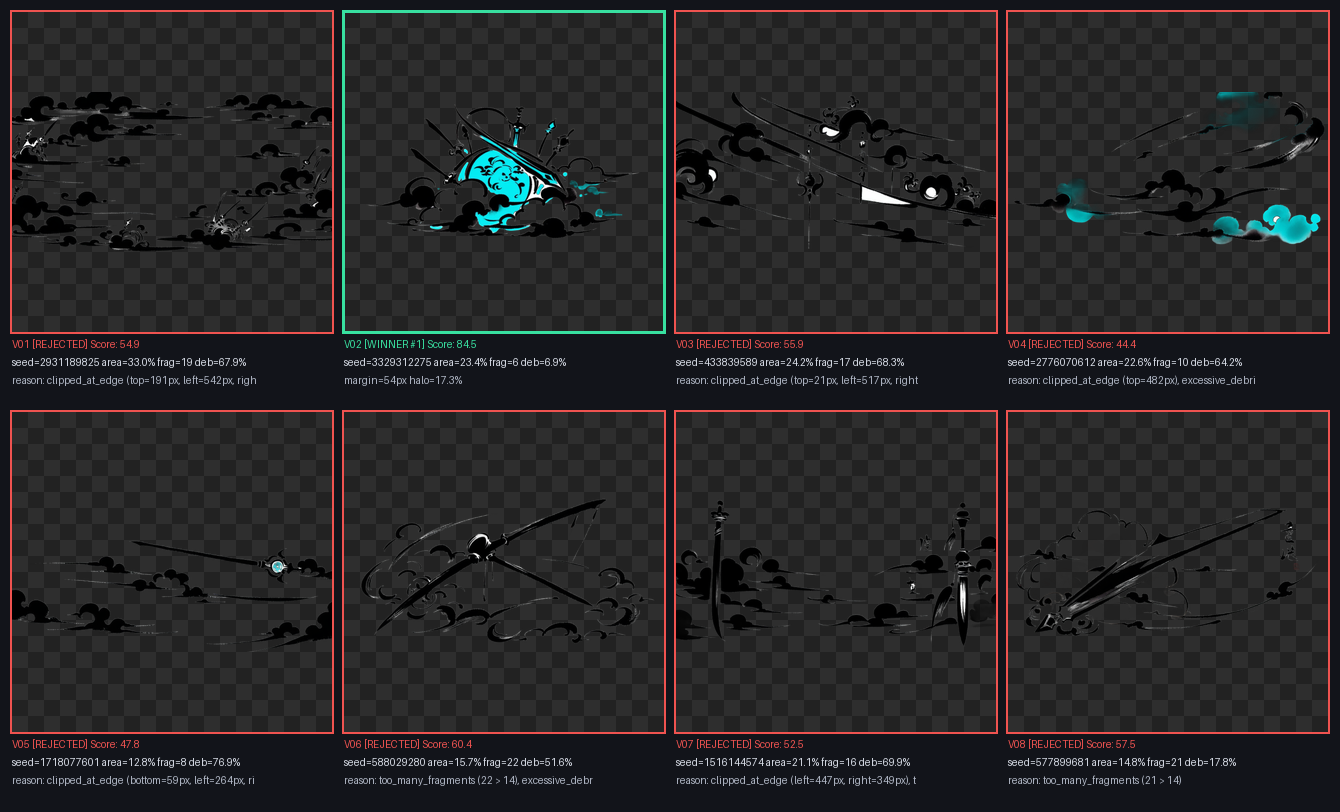 V01 [REJECTED] Score: 54.9
seed=2931189825 area=33.0% frag=19 deb=67.9%
reason: clipped_at_edge (top=191px, left=542px, righ
V02 [WINNER #1] Score: 84.5
seed=3329312275 area=23.4% frag=6 deb=6.9%
margin=54px halo=17.3%
V03 [REJECTED] Score: 55.9
seed=433839589 area=24.2% frag=17 deb=68.3%
reason: clipped_at_edge (top=21px, left=517px, right
V04 [REJECTED] Score: 44.4
seed=2776070612 area=22.6% frag=10 deb=64.2%
reason: clipped_at_edge (top=482px), excessive_debri
V05 [REJECTED] Score: 47.8
seed=1718077601 area=12.8% frag=8 deb=76.9%
reason: clipped_at_edge (bottom=59px, left=264px, ri
V06 [REJECTED] Score: 60.4
seed=588029280 area=15.7% frag=22 deb=51.6%
reason: too_many_fragments (22 > 14), excessive_debr
V07 [REJECTED] Score: 52.5
seed=1516144574 area=21.1% frag=16 deb=69.9%
reason: clipped_at_edge (left=447px, right=349px), t
V08 [REJECTED] Score: 57.5
seed=577899681 area=14.8% frag=21 deb=17.8%
reason: too_many_fragments (21 > 14)